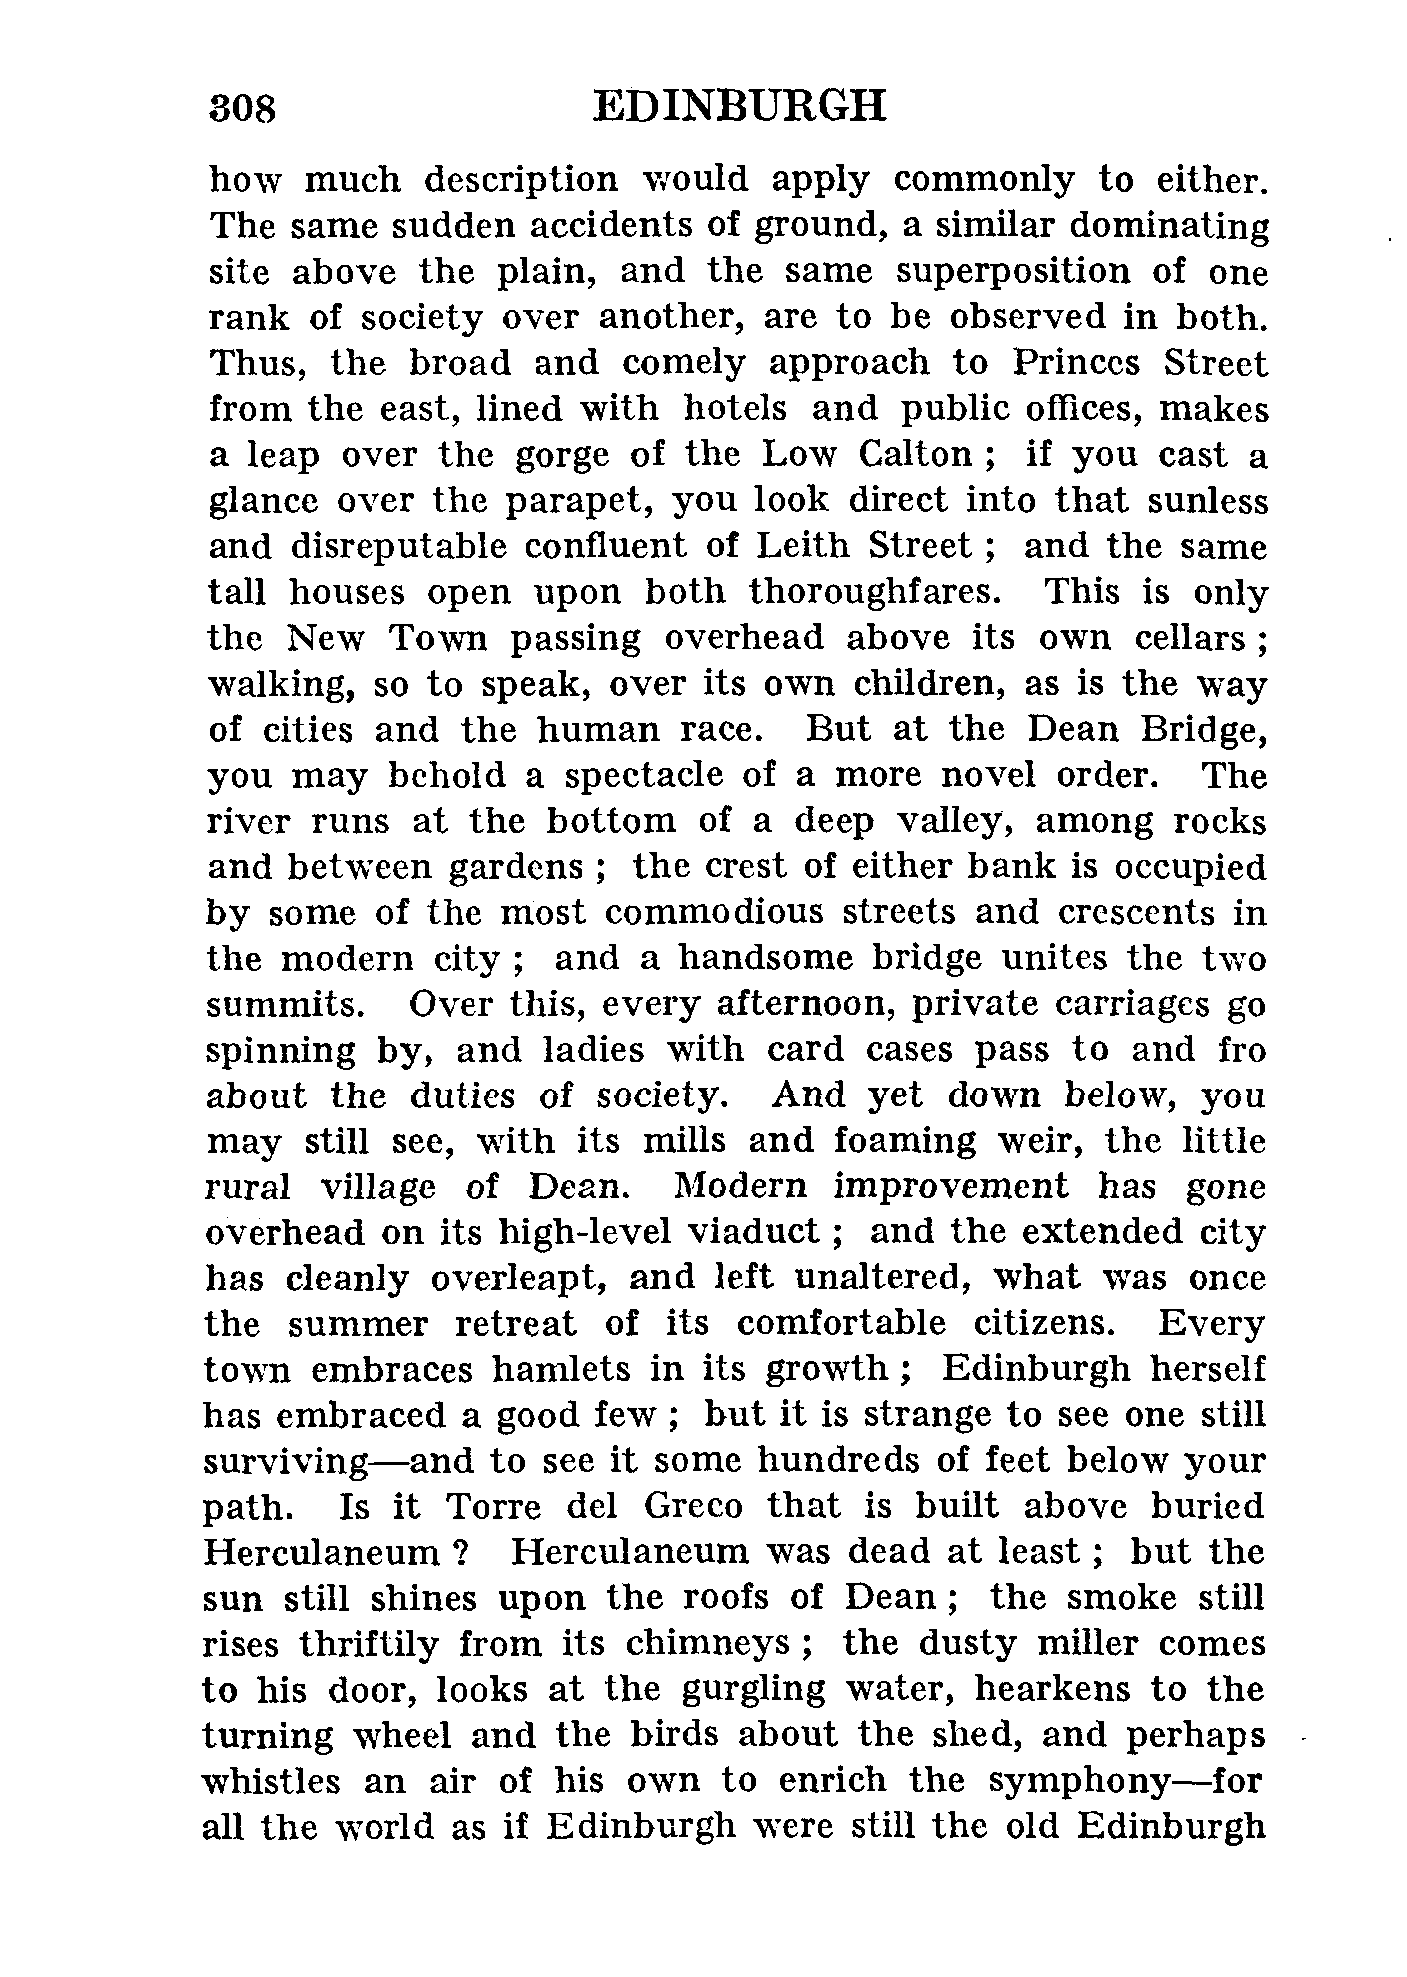 308 EDINBURGH
how much description would apply commonly to either.
The same sudden accidents of ground, a similar dominating
site above the plain, and the same superposition of one
rank of society over another, are to be observed in both.
Thus, the broad and comely approach to Princes Street
from the east, lined with hotels and public offices, makes
a leap over the gorge of the Low Calton ; if you cast a
glance over the parapet, you look direct into that sunless
and disreputable confluent of Leith Street ; and the same
tall houses open upon both thoroughfares. This is only
the New Town passing overhead above its own cellars ;
walking, so to speak, over its own children, as is the way
of cities and the human race. But at the Dean Bridge,
you may behold a spectacle of a more novel order. The
river runs at the bottom of a deep valley, among rocks
and between gardens ; the crest of either bank is occupied
by some of the most commodious streets and crescents in
the modern city ; and a handsome bridge unites the two
summits. Over this, every afternoon, private carriages go
spinning by, and ladies with card cases pass to and fro
about the duties of society. And yet down below, you
may still see, with its mills and foaming weir, the little
rural village of Dean. Modern improvement has gone
overhead on its high-level viaduct ; and the extended city
has cleanly overleapt, and left unaltered, what was once
the summer retreat of its comfortable citizens. Every
town embraces hamlets in its growth ; Edinburgh herself
has embraced a good few ; but it is strange to see one still
surviving—and to see it some hundreds of feet below your
path. Is it Torre del Greco that is built above buried
Herculaneum ? Herculaneum was dead at least ; but the
sun still shines upon the roofs of Dean ; the smoke still
rises thriftily from its chimneys ; the dusty miller comes
to his door, looks at the gurgling water, hearkens to the
turning wheel and the birds about the shed, and perhaps
whistles an air of his own to enrich the symphony—for
all the world as if Edinburgh were still the old Edinburgh